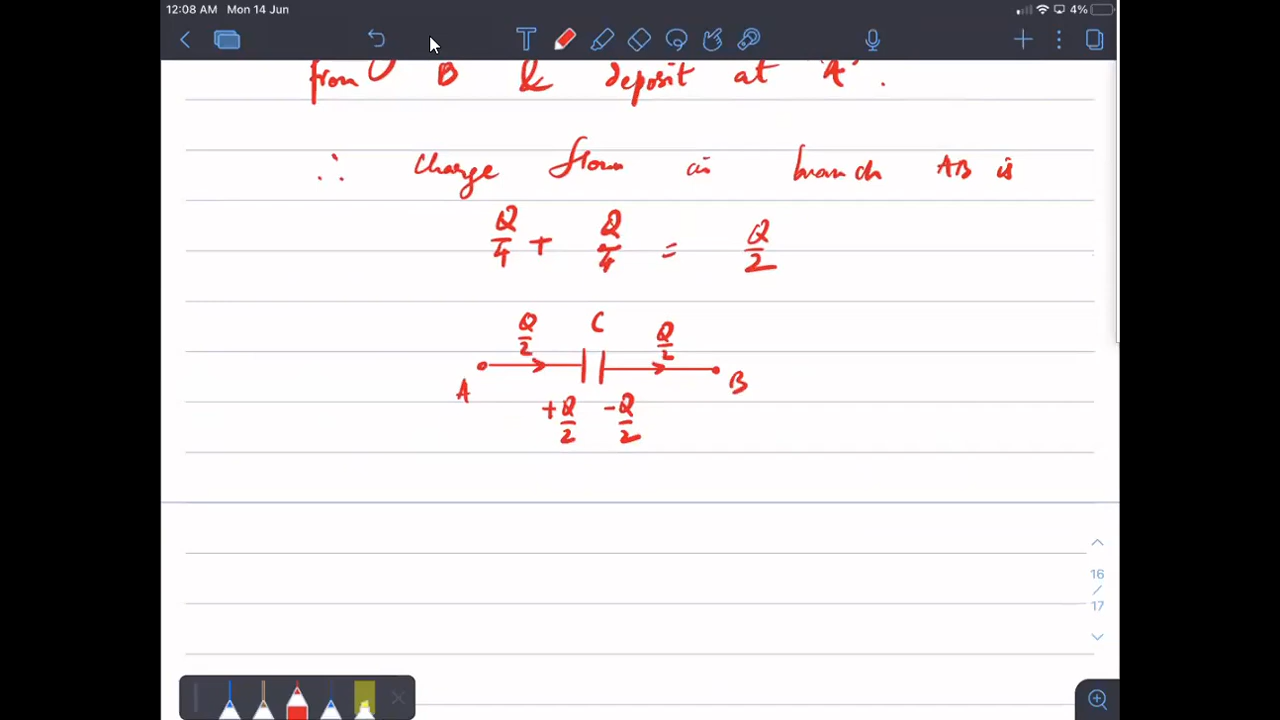 12:08 AM Mon 14 Jun 4%
T
from B & deposit at 'A'.
∴ Charge flown in branch AB is
Q/4 + Q/4 = Q/2
Q/2 C Q/2
A B
+Q/2 -Q/2
16
/
17